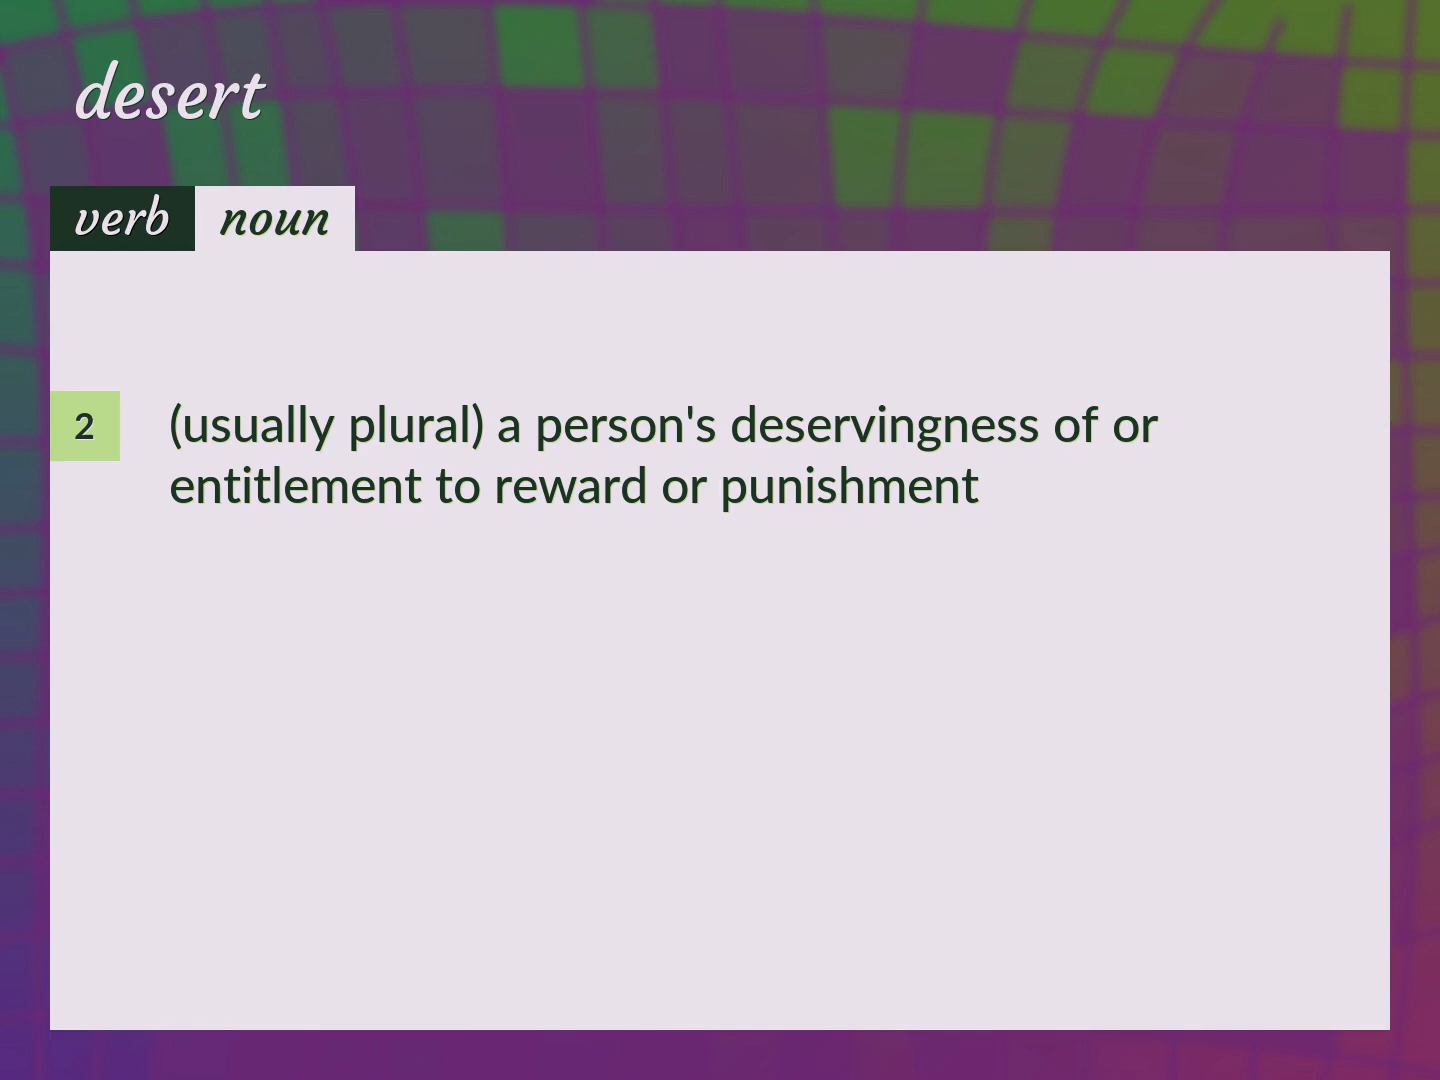 desert
verb noun
2 (usually plural) a person's deservingness of or
entitlement to reward or punishment